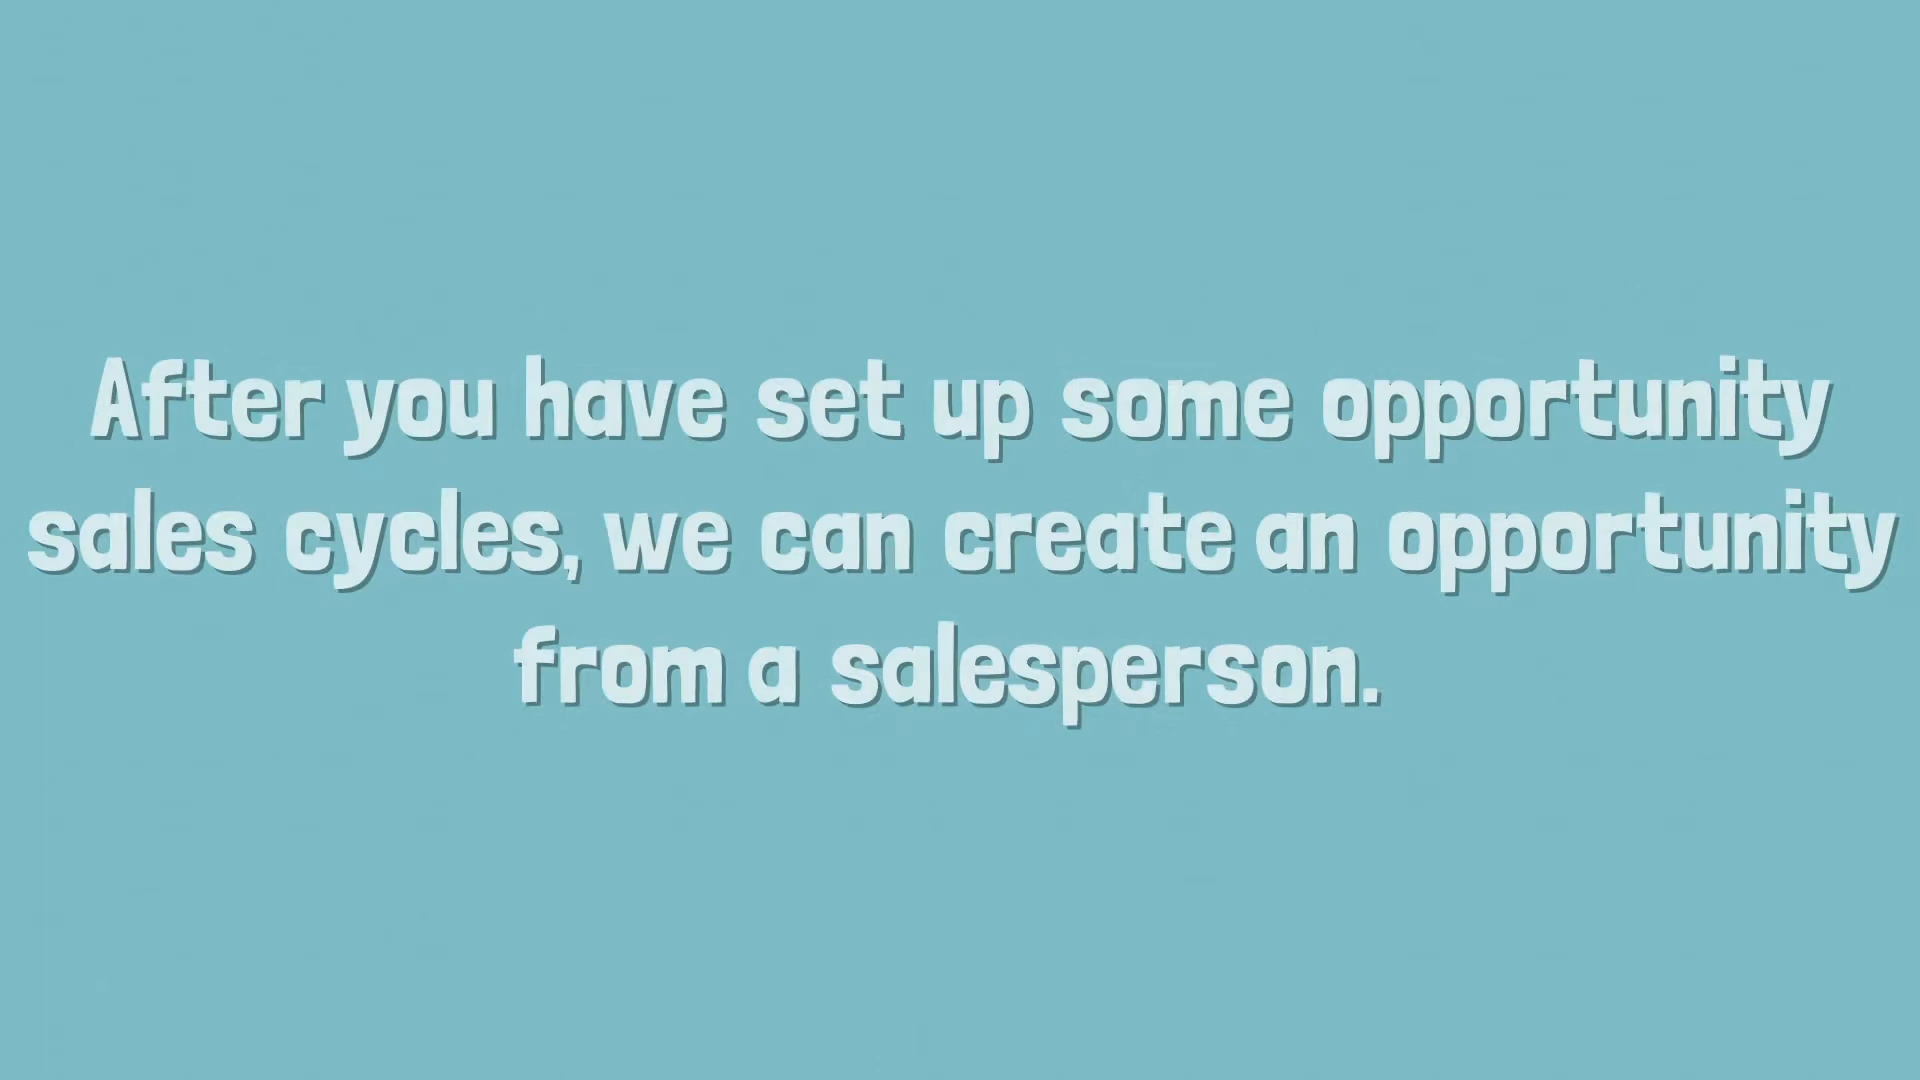 After you have set up some opportunity
sales cycles, we can create an opportunity
from a salesperson.